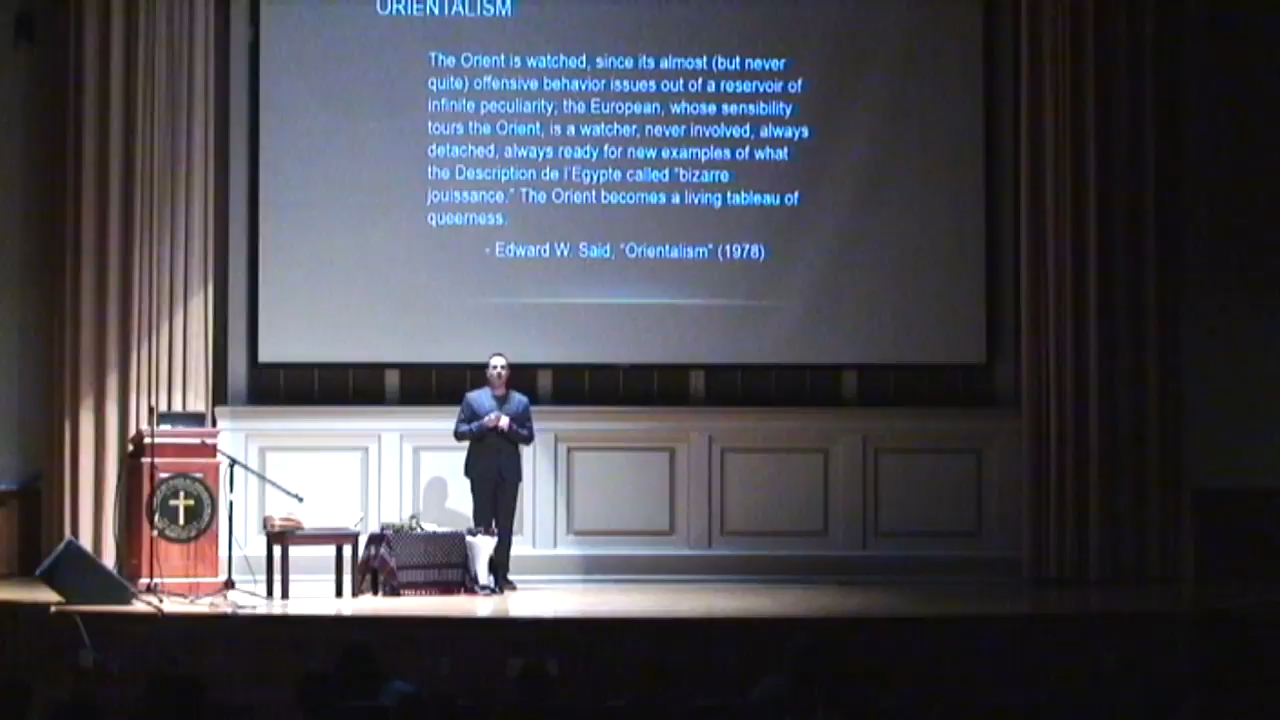 ORIENTALISM
The Orient is watched, since its almost (but never
quite) offensive behavior issues out of a reservoir of
infinite peculiarity; the European, whose sensibility
tours the Orient, is a watcher, never involved, always
detached, always ready for new examples of what
the Description de l'Egypte called "bizarre
jouissance." The Orient becomes a living tableau of
queerness.
- Edward W. Said, "Orientalism" (1978)